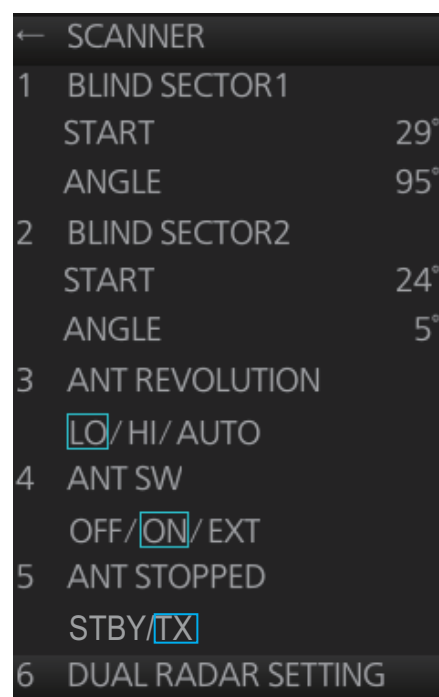 ← SCANNER
1 BLIND SECTOR1
START 29°
ANGLE 95°
2 BLIND SECTOR2
START 24°
ANGLE 5°
3 ANT REVOLUTION
LO/HI/AUTO
4 ANT SW
OFF/ON/EXT
5 ANT STOPPED
STBY/TX
6 DUAL RADAR SETTING